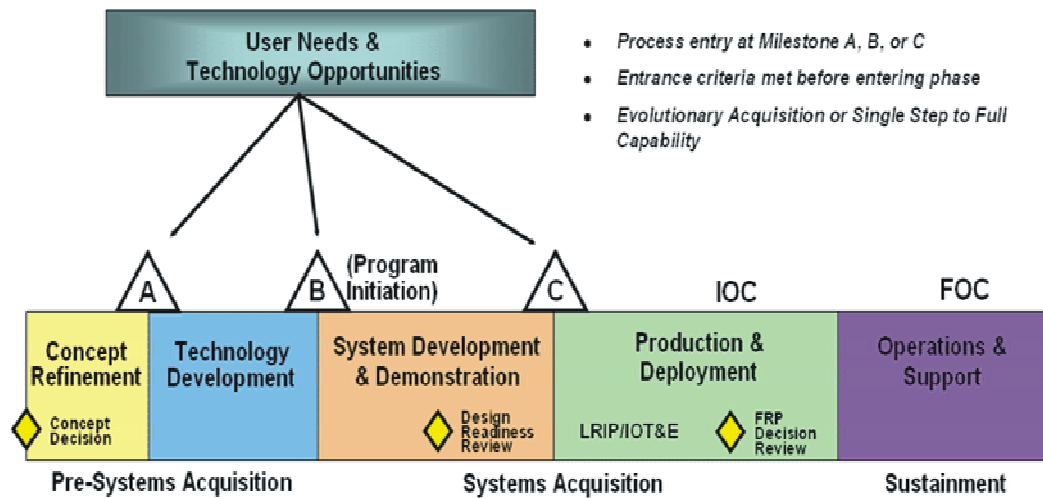 User Needs &
Technology Opportunities
• Process entry at Milestone A, B, or C
• Entrance criteria met before entering phase
• Evolutionary Acquisition or Single Step to Full
Capability
A
B
(Program
Initiation)
C
IOC
FOC
Concept
Refinement
Technology
Development
System Development
& Demonstration
Production &
Deployment
Operations &
Support
Concept
Decision
Design
Readiness
Review
LRIP/IOT&E
FRP
Decision
Review
Pre-Systems Acquisition
Systems Acquisition
Sustainment